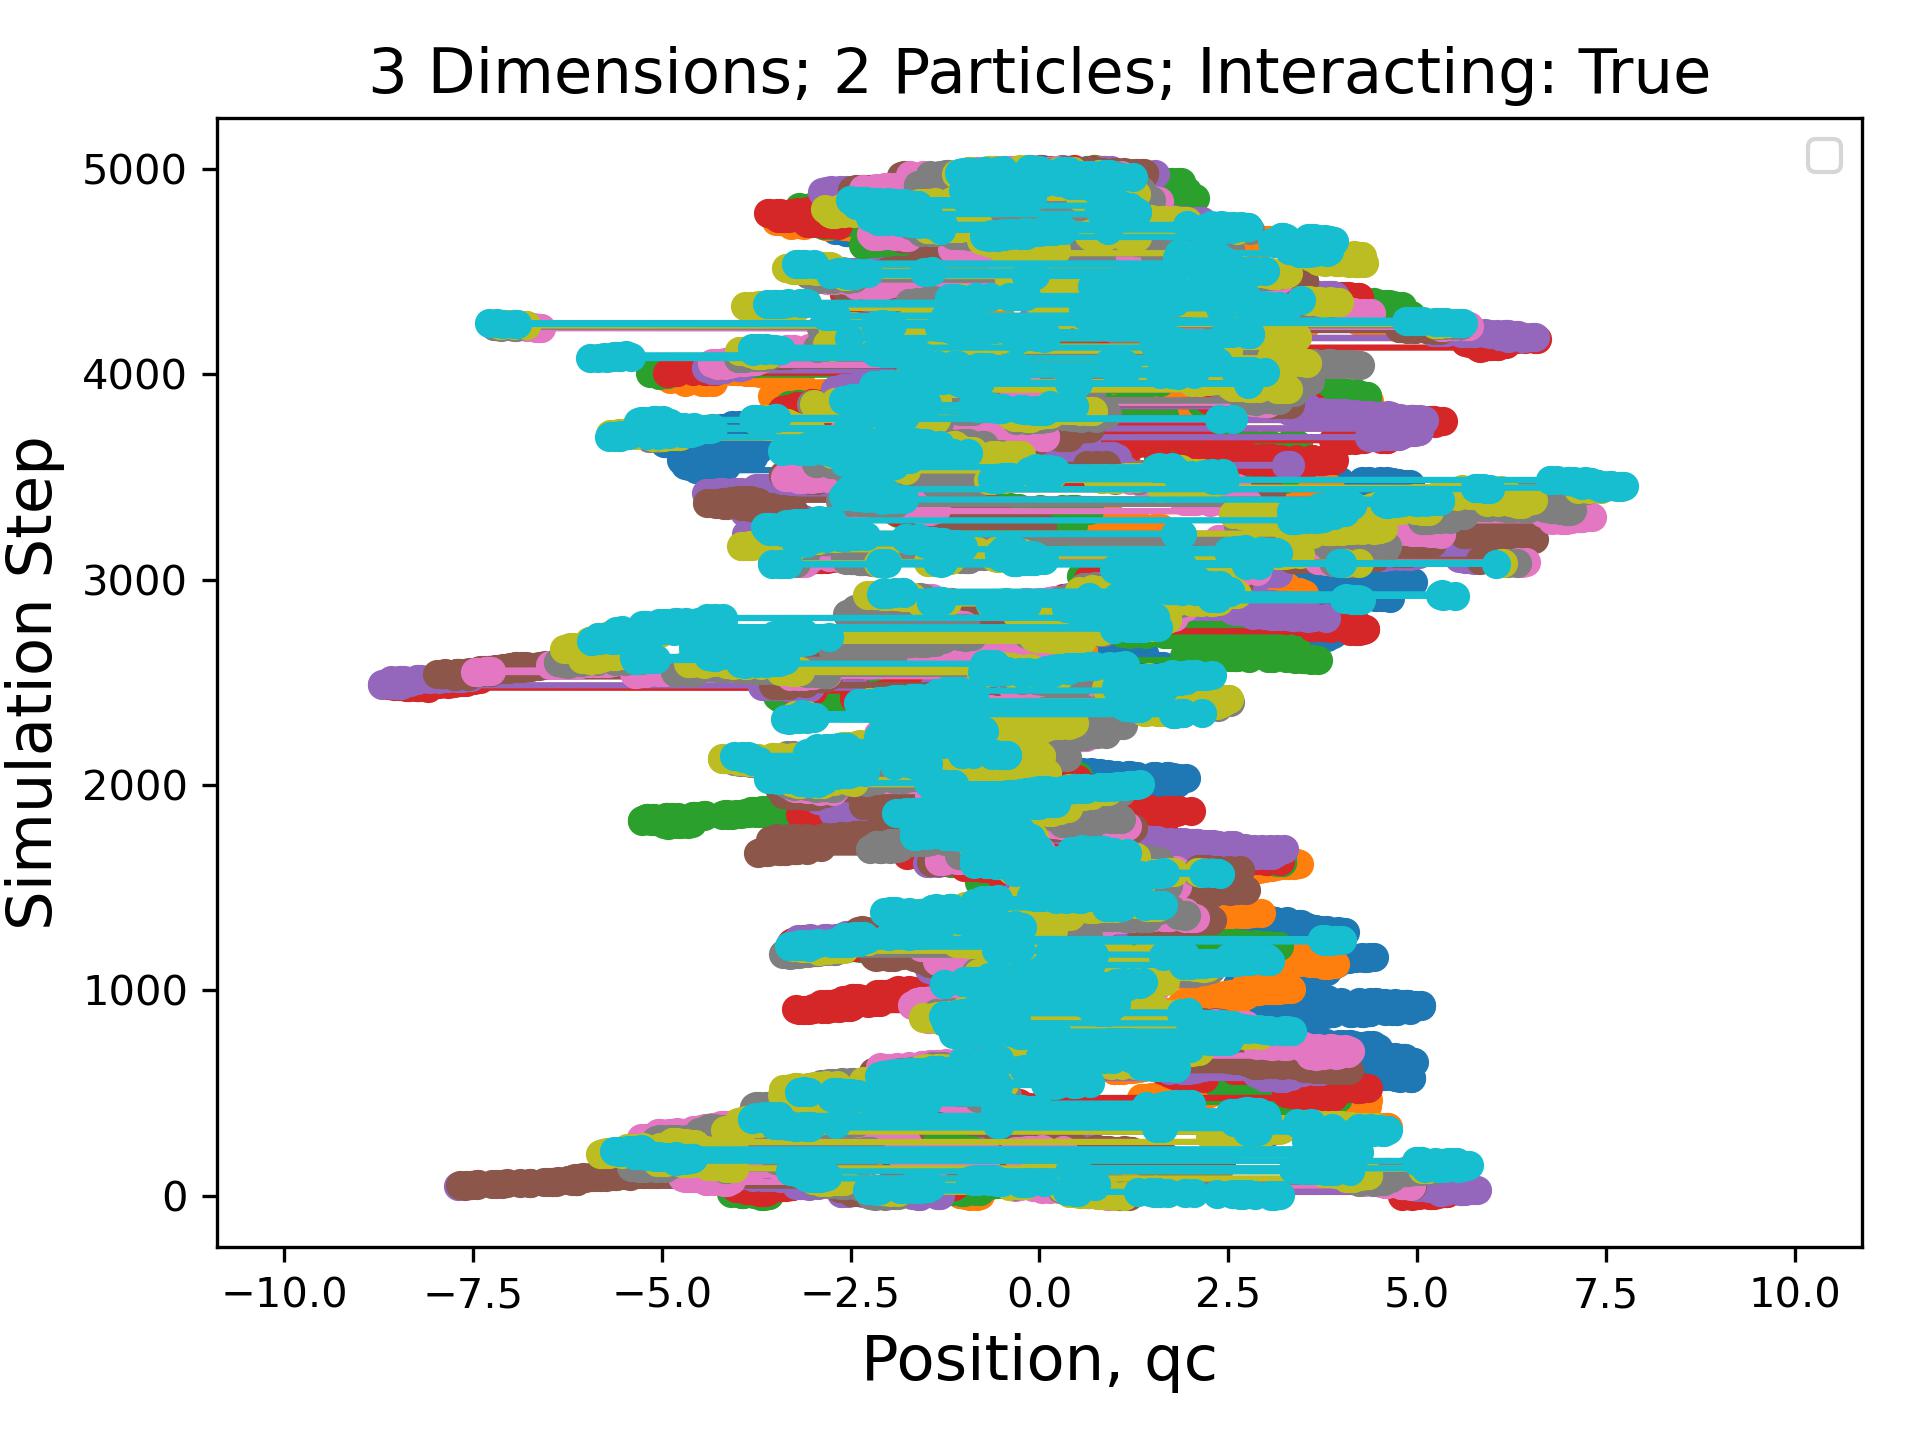 3 Dimensions; 2 Particles; Interacting: True
Simulation Step
5000
4000
3000
2000
1000
0
−10.0 −7.5 −5.0 −2.5 0.0 2.5 5.0 7.5 10.0
Position, qc